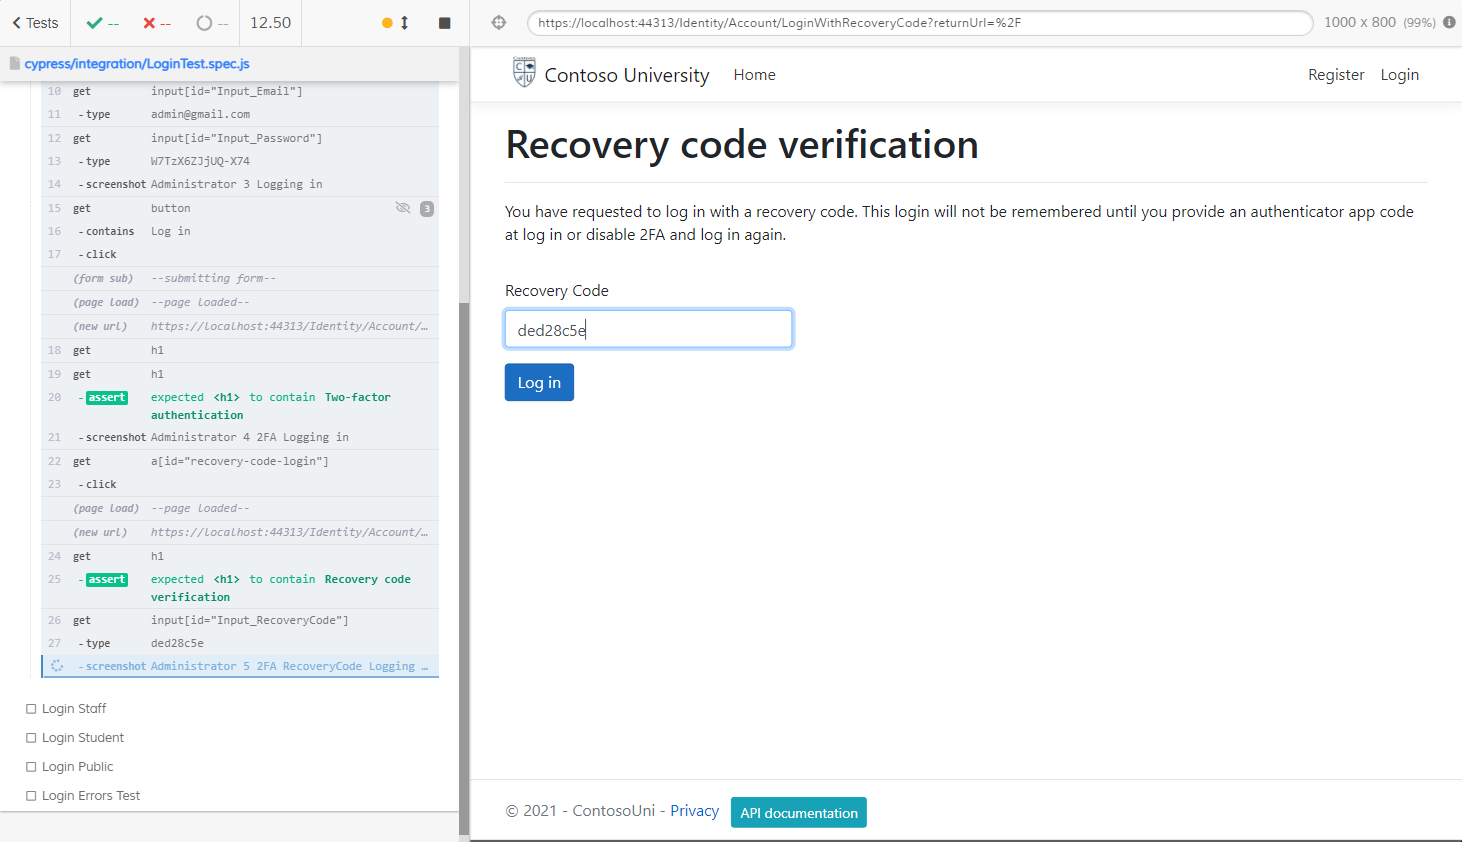 Tests
--
--
--
12.50
https://localhost:44313/Identity/Account/LoginWithRecoveryCode?returnUrl=%2F
1000 x 800 (99%)
cypress/integration/LoginTest.spec.js
10 get input[id="Input_Email"]
11 -type admin@gmail.com
12 get input[id="Input_Password"]
13 -type W7TzX6ZJjUQ-X74
14 -screenshot Administrator 3 Logging in
15 get button 3
16 -contains Log in
17 -click
(form sub) --submitting form--
(page load) --page loaded--
(new url) https://localhost:44313/Identity/Account/…
18 get h1
19 get h1
20 -assert expected <h1> to contain Two-factor
authentication
21 -screenshot Administrator 4 2FA Logging in
22 get a[id="recovery-code-login"]
23 -click
(page load) --page loaded--
(new url) https://localhost:44313/Identity/Account/…
24 get h1
25 -assert expected <h1> to contain Recovery code
verification
26 get input[id="Input_RecoveryCode"]
27 -type ded28c5e
-screenshot Administrator 5 2FA RecoveryCode Logging …
Login Staff
Login Student
Login Public
Login Errors Test
Contoso University Home Register Login
Recovery code verification
You have requested to log in with a recovery code. This login will not be remembered until you provide an authenticator app code
at log in or disable 2FA and log in again.
Recovery Code
ded28c5e
Log in
© 2021 - ContosoUni - Privacy API documentation